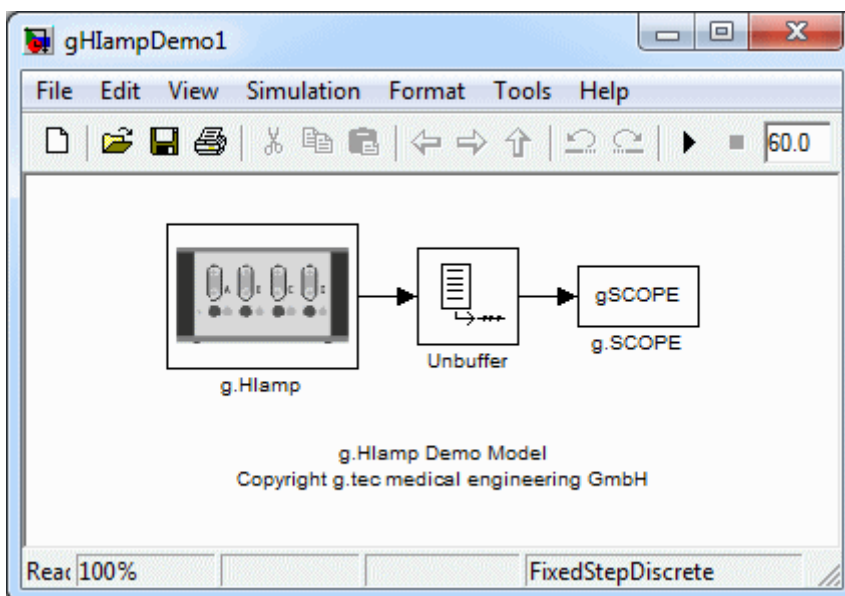 gHIampDemo1
File Edit View Simulation Format Tools Help
60.0
gSCOPE
g.HIamp
Unbuffer
g.SCOPE
g.HIamp Demo Model
Copyright g.tec medical engineering GmbH
100% FixedStepDiscrete